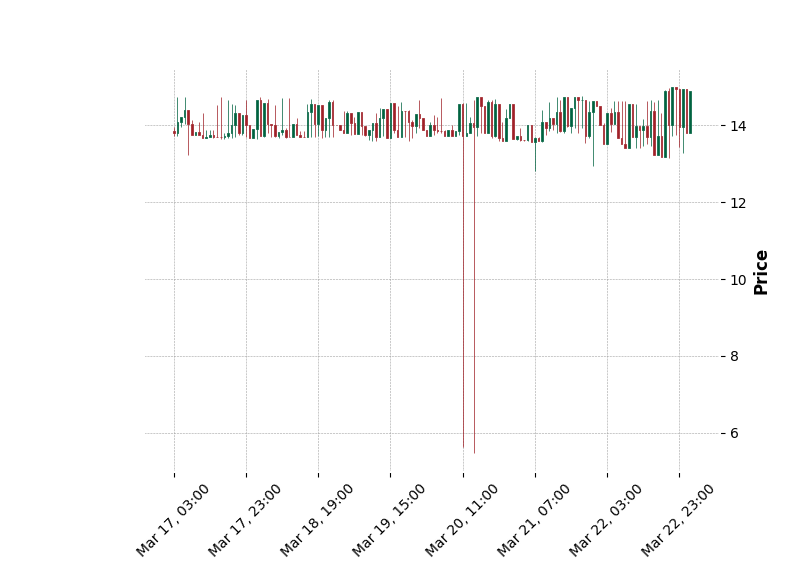 14
12
10
8
6
Price
Mar 17, 03:00
Mar 17, 23:00
Mar 18, 19:00
Mar 19, 15:00
Mar 20, 11:00
Mar 21, 07:00
Mar 22, 03:00
Mar 22, 23:00